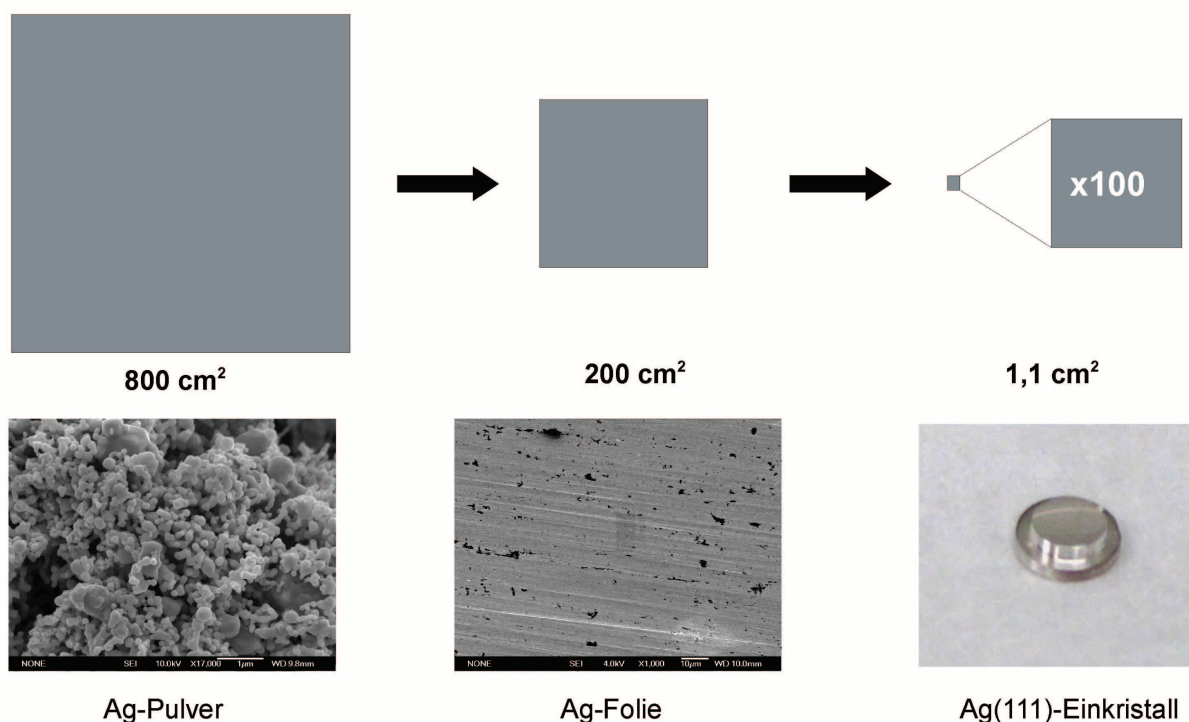 x100
800 cm²
200 cm²
1,1 cm²
NONE SEI 10.0kV X17,000 1µm WD 9.8mm
NONE SEI 4.0kV X1,000 10µm WD 10.0mm
Ag-Pulver
Ag-Folie
Ag(111)-Einkristall